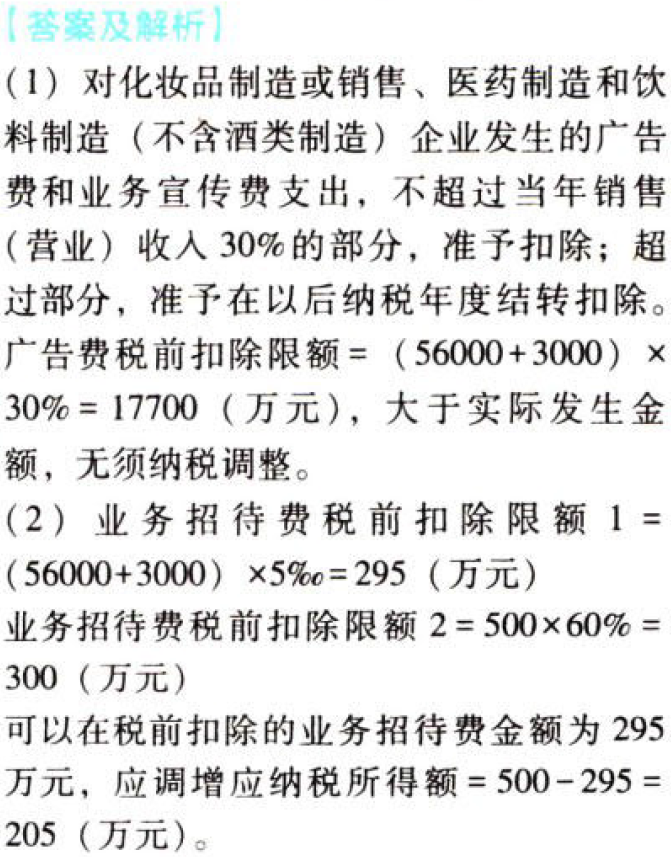 【答案及解析】
(1) 对化妆品制造或销售、医药制造和饮
料制造（不含酒类制造）企业发生的广告
费和业务宣传费支出，不超过当年销售
(营业）收入 30%的部分，准予扣除；超
过部分，准予在以后纳税年度结转扣除。
广告费税前扣除限额 = （56000+3000）×
30% = 17700（万元），大于实际发生金
额，无须纳税调整。
(2) 业务招待费税前扣除限额 1 =
(56000+3000）×5‰=295（万元）
业务招待费税前扣除限额 2 = 500×60% =
300（万元）
可以在税前扣除的业务招待费金额为 295
万元，应调增应纳税所得额 = 500-295 =
205（万元）。